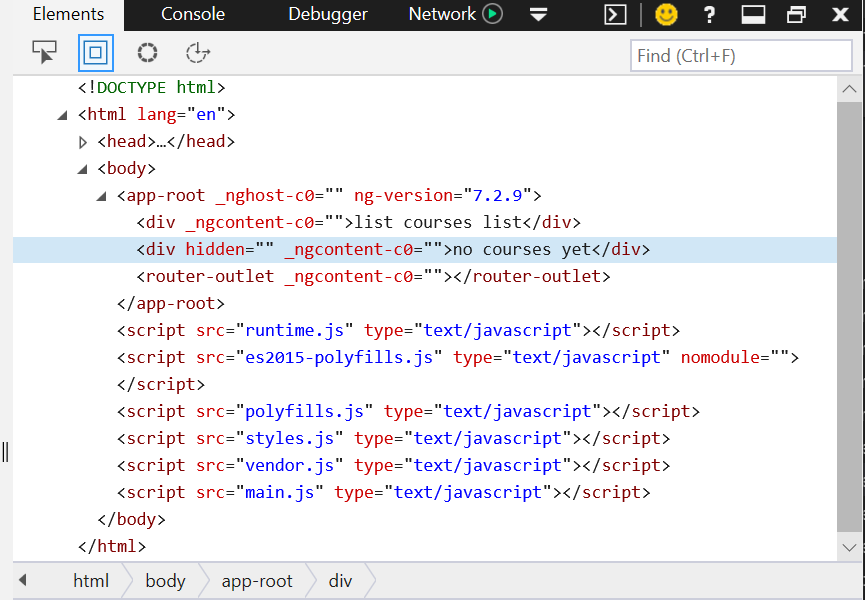 Elements Console Debugger Network ?
Find (Ctrl+F)
<!DOCTYPE html>
<html lang="en">
<head>…</head>
<body>
<app-root _nghost-c0="" ng-version="7.2.9">
<div _ngcontent-c0="">list courses list</div>
<div hidden="" _ngcontent-c0="">no courses yet</div>
<router-outlet _ngcontent-c0=""></router-outlet>
</app-root>
<script src="runtime.js" type="text/javascript"></script>
<script src="es2015-polyfills.js" type="text/javascript" nomodule="">
</script>
<script src="polyfills.js" type="text/javascript"></script>
<script src="styles.js" type="text/javascript"></script>
<script src="vendor.js" type="text/javascript"></script>
<script src="main.js" type="text/javascript"></script>
</body>
</html>
html body app-root div